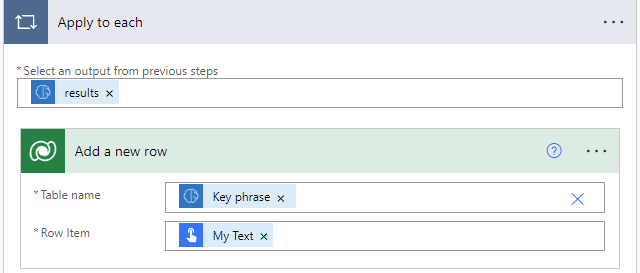 Apply to each
* Select an output from previous steps
results ×
Add a new row
* Table name Key phrase ×
* Row Item My Text ×